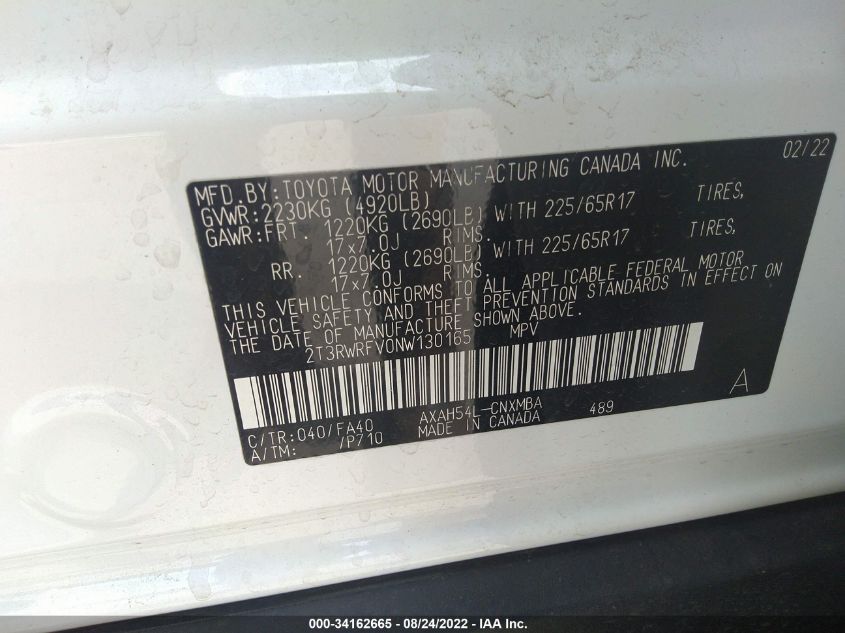 02/22
MFD.BY:TOYOTA MOTOR MANUFACTURING CANADA INC.
GVWR:2230KG (4920LB)
GAWR:FRT. 1220KG (2690LB) WITH 225/65R17 TIRES,
17x7.0J RIMS.
RR. 1220KG (2690LB) WITH 225/65R17 TIRES,
17x7.0J RIMS.
THIS VEHICLE CONFORMS TO ALL APPLICABLE FEDERAL MOTOR
VEHICLE SAFETY AND THEFT PREVENTION STANDARDS IN EFFECT ON
THE DATE OF MANUFACTURE SHOWN ABOVE.
2T3RWRFV0NW130165 MPV
A
C/TR:040/FA40 AXAH54L-CNXMBA 489
A/TM: /P710 MADE IN CANADA
000-34162665 - 08/24/2022 - IAA Inc.